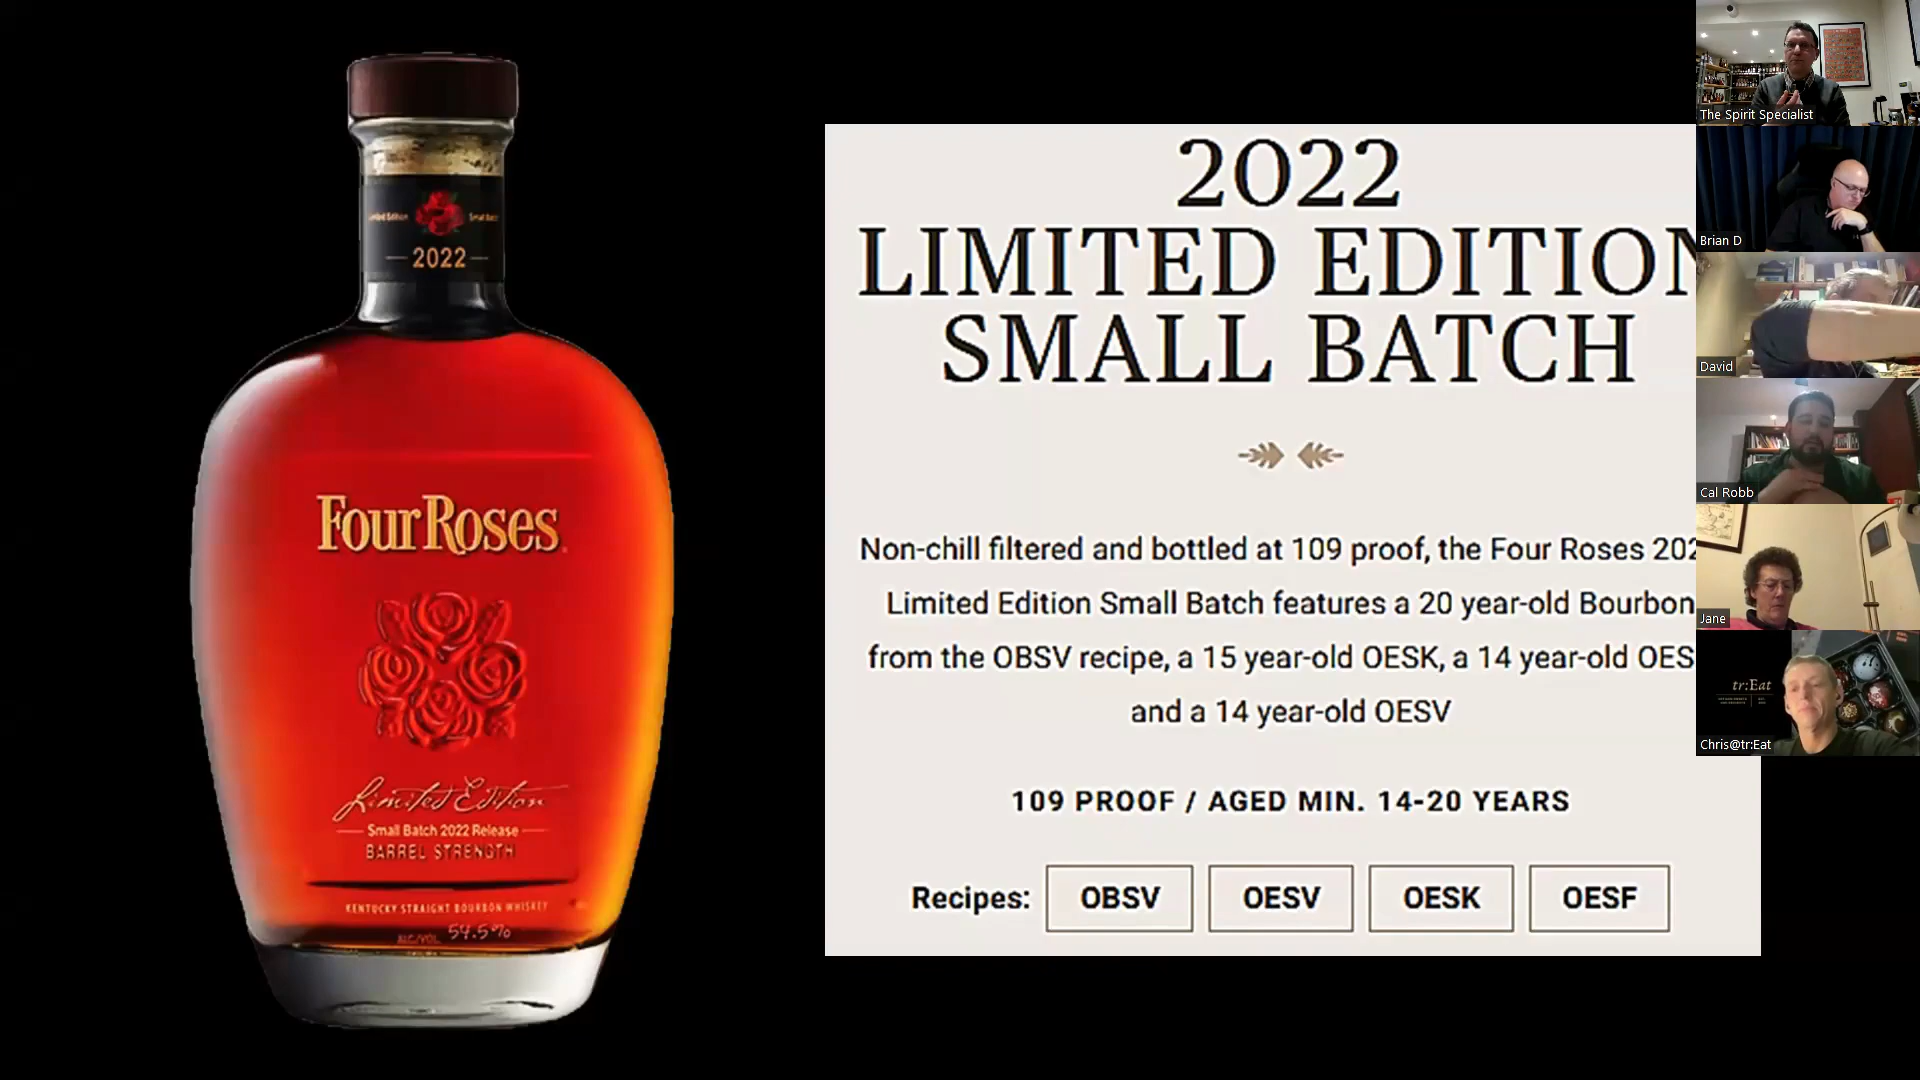 Limited Edition Small Batch
2022
Four Roses
Limited Edition
Small Batch 2022 Release
BARREL STRENGTH
KENTUCKY STRAIGHT BOURBON WHISKEY
ALC/VOL. 54.5%
2022
LIMITED EDITION
SMALL BATCH
Non-chill filtered and bottled at 109 proof, the Four Roses 202
Limited Edition Small Batch features a 20 year-old Bourbon
from the OBSV recipe, a 15 year-old OESK, a 14 year-old OES
and a 14 year-old OESV
109 PROOF / AGED MIN. 14-20 YEARS
Recipes: OBSV OESV OESK OESF
The Spirit Specialist
Brian D
David
Cal Robb
Jane
tr:Eat
Chris@tr:Eat